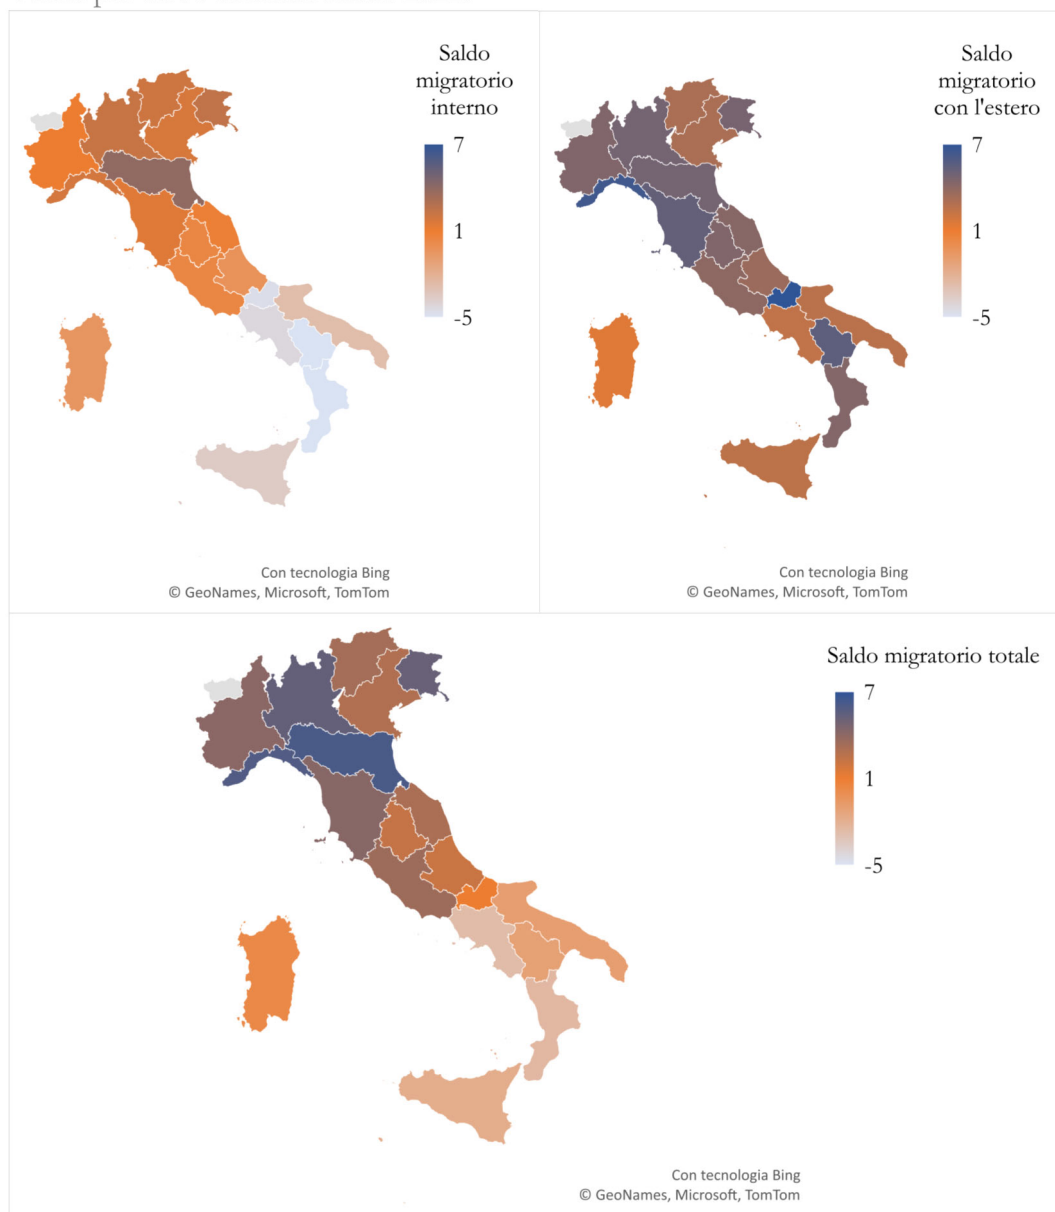 Saldo
migratorio
interno
7
1
-5
Con tecnologia Bing
© GeoNames, Microsoft, TomTom
Saldo
migratorio
con l'estero
7
1
-5
Con tecnologia Bing
© GeoNames, Microsoft, TomTom
Saldo migratorio totale
7
1
-5
Con tecnologia Bing
© GeoNames, Microsoft, TomTom